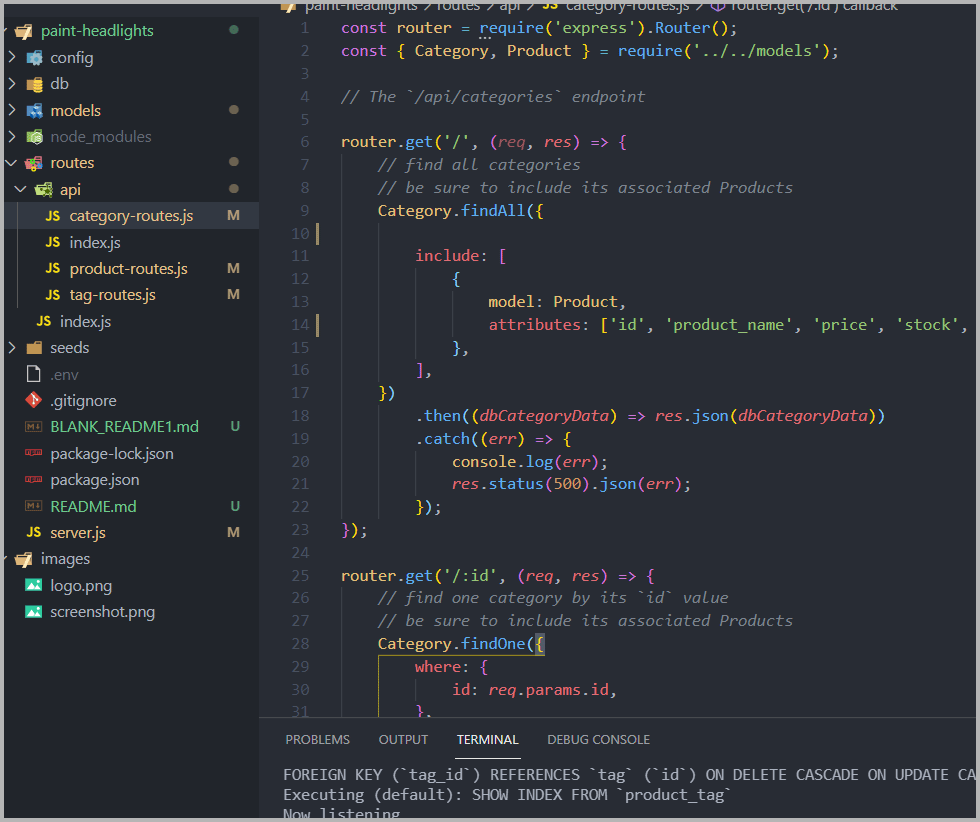 paint-headlights
config
db
models
node_modules
routes
api
JS category-routes.js M
JS index.js
JS product-routes.js M
JS tag-routes.js M
JS index.js
seeds
.env
.gitignore
BLANK_README1.md U
package-lock.json
package.json
README.md U
JS server.js M
images
logo.png
screenshot.png
paint-headlights > routes > api > JS category-routes.js > router.get('/:id') callback
1 const router = require('express').Router();
2 const { Category, Product } = require('../../models');
3
4 // The `/api/categories` endpoint
5
6 router.get('/', (req, res) => {
7 // find all categories
8 // be sure to include its associated Products
9 Category.findAll({
10
11 include: [
12 {
13 model: Product,
14 attributes: ['id', 'product_name', 'price', 'stock',
15 },
16 ],
17 })
18 .then((dbCategoryData) => res.json(dbCategoryData))
19 .catch((err) => {
20 console.log(err);
21 res.status(500).json(err);
22 });
23 });
24
25 router.get('/:id', (req, res) => {
26 // find one category by its `id` value
27 // be sure to include its associated Products
28 Category.findOne({
29 where: {
30 id: req.params.id,
31 },
PROBLEMS OUTPUT TERMINAL DEBUG CONSOLE
FOREIGN KEY (`tag_id`) REFERENCES `tag` (`id`) ON DELETE CASCADE ON UPDATE CA
Executing (default): SHOW INDEX FROM `product_tag`
Now listening